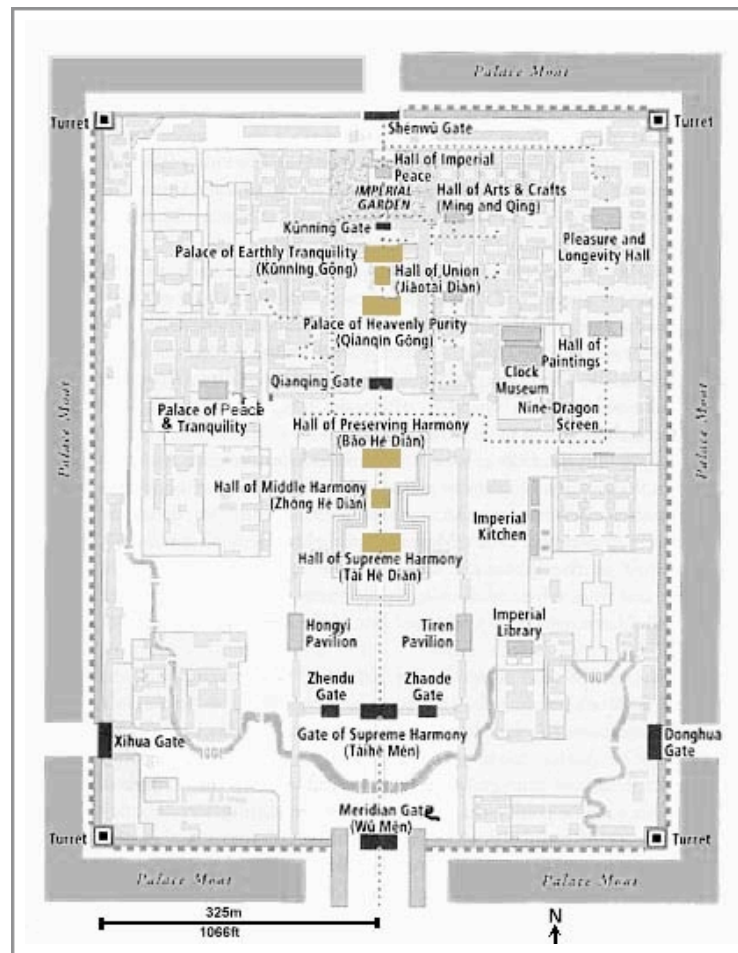 Palace Moat
Turret
Shenwǔ Gate
Turret
Hall of Imperial
Peace
IMPERIAL
GARDEN
Hall of Arts & Crafts
(Ming and Qing)
Kūnning Gate
Palace of Earthly Tranquility
(Kūnning Gōng)
Hall of Union
(Jiāotai Diàn)
Pleasure and
Longevity Hall
Palace of Heavenly Purity
(Qianqin Gōng)
Hall of
Paintings
Clock
Museum
Qianqing Gate
Nine-Dragon
Screen
Palace of Peace
& Tranquility
Palace Moat
Palace Moat
Hall of Preserving Harmony
(Bǎo Hé Diàn)
Hall of Middle Harmony
(Zhōng Hé Diàn)
Imperial
Kitchen
Hall of Supreme Harmony
(Tài Hé Diàn)
Hongyi
Pavilion
Tiren
Pavilion
Imperial
Library
Zhendu
Gate
Zhaode
Gate
Xihua Gate
Gate of Supreme Harmony
(Tàihé Mén)
Donghua
Gate
Meridian Gate
(Wǔ Mén)
Turret
Turret
Palace Moat
Palace Moat
325m
1066ft
N